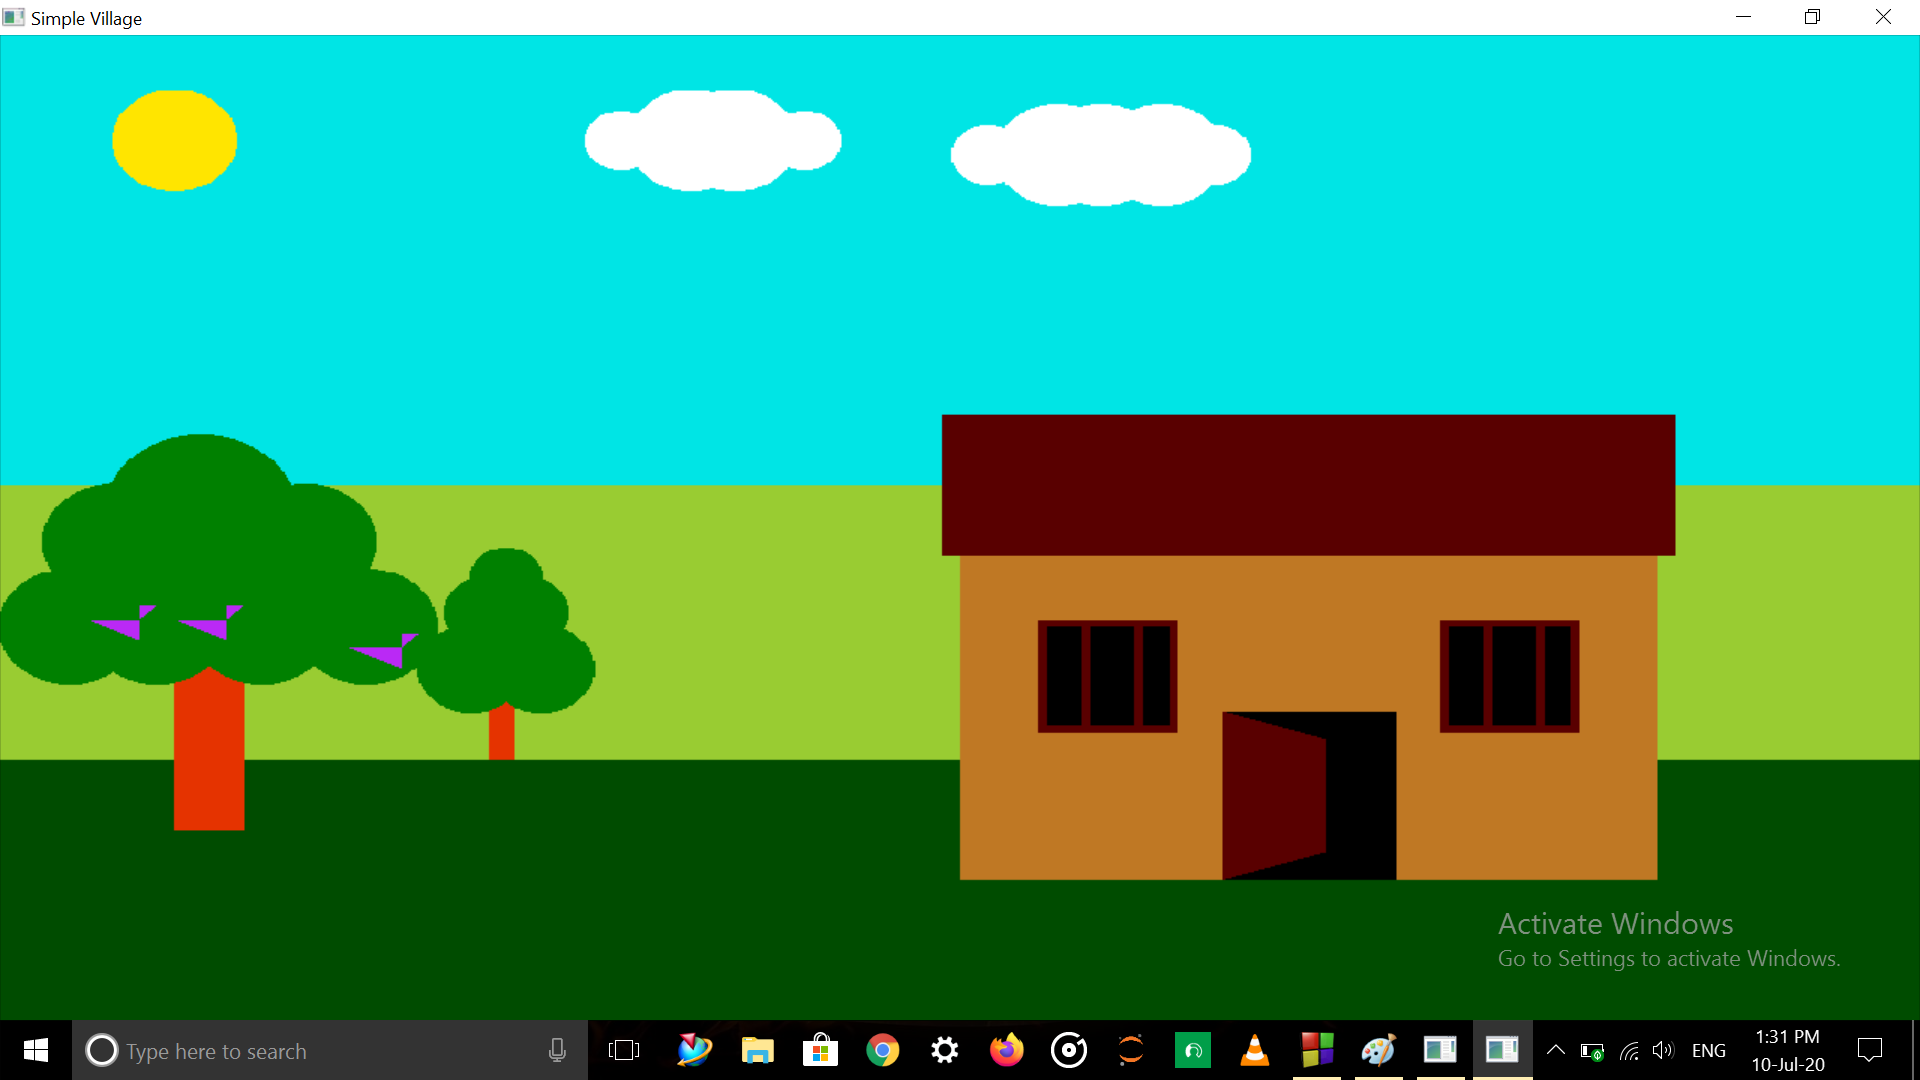 Simple Village
Activate Windows
Go to Settings to activate Windows.
Type here to search
ENG
1:31 PM
10-Jul-20